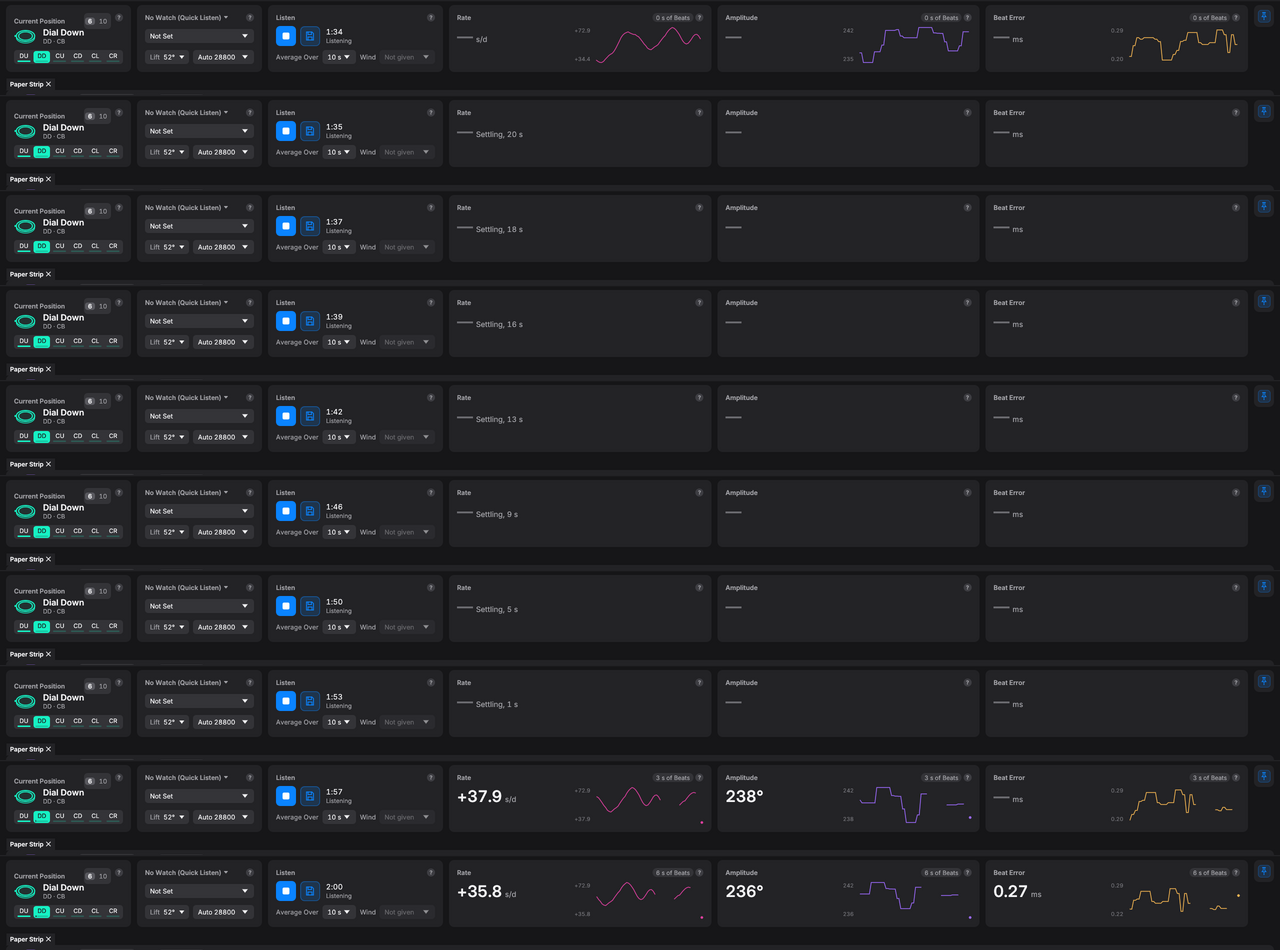 Current Position 6 10 ?
Dial Down
DD · CB
DU DD CU CD CL CR
No Watch (Quick Listen) ?
Not Set
Lift 52° Auto 28800
Listen ?
1:34
Listening
Average Over 10 s Wind Not given
Rate 0 s of Beats ?
s/d
+72.9
+34.4
Amplitude 0 s of Beats ?
242
235
Beat Error 0 s of Beats ?
ms
0.29
0.20
Paper Strip ✕
Current Position 6 10 ?
Dial Down
DD · CB
DU DD CU CD CL CR
No Watch (Quick Listen) ?
Not Set
Lift 52° Auto 28800
Listen ?
1:35
Listening
Average Over 10 s Wind Not given
Rate ?
Settling, 20 s
Amplitude ?
Beat Error ?
ms
Paper Strip ✕
Current Position 6 10 ?
Dial Down
DD · CB
DU DD CU CD CL CR
No Watch (Quick Listen) ?
Not Set
Lift 52° Auto 28800
Listen ?
1:37
Listening
Average Over 10 s Wind Not given
Rate ?
Settling, 18 s
Amplitude ?
Beat Error ?
ms
Paper Strip ✕
Current Position 6 10 ?
Dial Down
DD · CB
DU DD CU CD CL CR
No Watch (Quick Listen) ?
Not Set
Lift 52° Auto 28800
Listen ?
1:39
Listening
Average Over 10 s Wind Not given
Rate ?
Settling, 16 s
Amplitude ?
Beat Error ?
ms
Paper Strip ✕
Current Position 6 10 ?
Dial Down
DD · CB
DU DD CU CD CL CR
No Watch (Quick Listen) ?
Not Set
Lift 52° Auto 28800
Listen ?
1:42
Listening
Average Over 10 s Wind Not given
Rate ?
Settling, 13 s
Amplitude ?
Beat Error ?
ms
Paper Strip ✕
Current Position 6 10 ?
Dial Down
DD · CB
DU DD CU CD CL CR
No Watch (Quick Listen) ?
Not Set
Lift 52° Auto 28800
Listen ?
1:46
Listening
Average Over 10 s Wind Not given
Rate ?
Settling, 9 s
Amplitude ?
Beat Error ?
ms
Paper Strip ✕
Current Position 6 10 ?
Dial Down
DD · CB
DU DD CU CD CL CR
No Watch (Quick Listen) ?
Not Set
Lift 52° Auto 28800
Listen ?
1:50
Listening
Average Over 10 s Wind Not given
Rate ?
Settling, 5 s
Amplitude ?
Beat Error ?
ms
Paper Strip ✕
Current Position 6 10 ?
Dial Down
DD · CB
DU DD CU CD CL CR
No Watch (Quick Listen) ?
Not Set
Lift 52° Auto 28800
Listen ?
1:53
Listening
Average Over 10 s Wind Not given
Rate ?
Settling, 1 s
Amplitude ?
Beat Error ?
ms
Paper Strip ✕
Current Position 6 10 ?
Dial Down
DD · CB
DU DD CU CD CL CR
No Watch (Quick Listen) ?
Not Set
Lift 52° Auto 28800
Listen ?
1:57
Listening
Average Over 10 s Wind Not given
Rate 3 s of Beats ?
+37.9 s/d
+72.9
+37.9
Amplitude 3 s of Beats ?
238°
242
238
Beat Error 3 s of Beats ?
ms
0.29
0.20
Paper Strip ✕
Current Position 6 10 ?
Dial Down
DD · CB
DU DD CU CD CL CR
No Watch (Quick Listen) ?
Not Set
Lift 52° Auto 28800
Listen ?
2:00
Listening
Average Over 10 s Wind Not given
Rate 6 s of Beats ?
+35.8 s/d
+72.9
+35.8
Amplitude 6 s of Beats ?
236°
242
236
Beat Error 6 s of Beats ?
0.27 ms
0.29
0.22
Paper Strip ✕